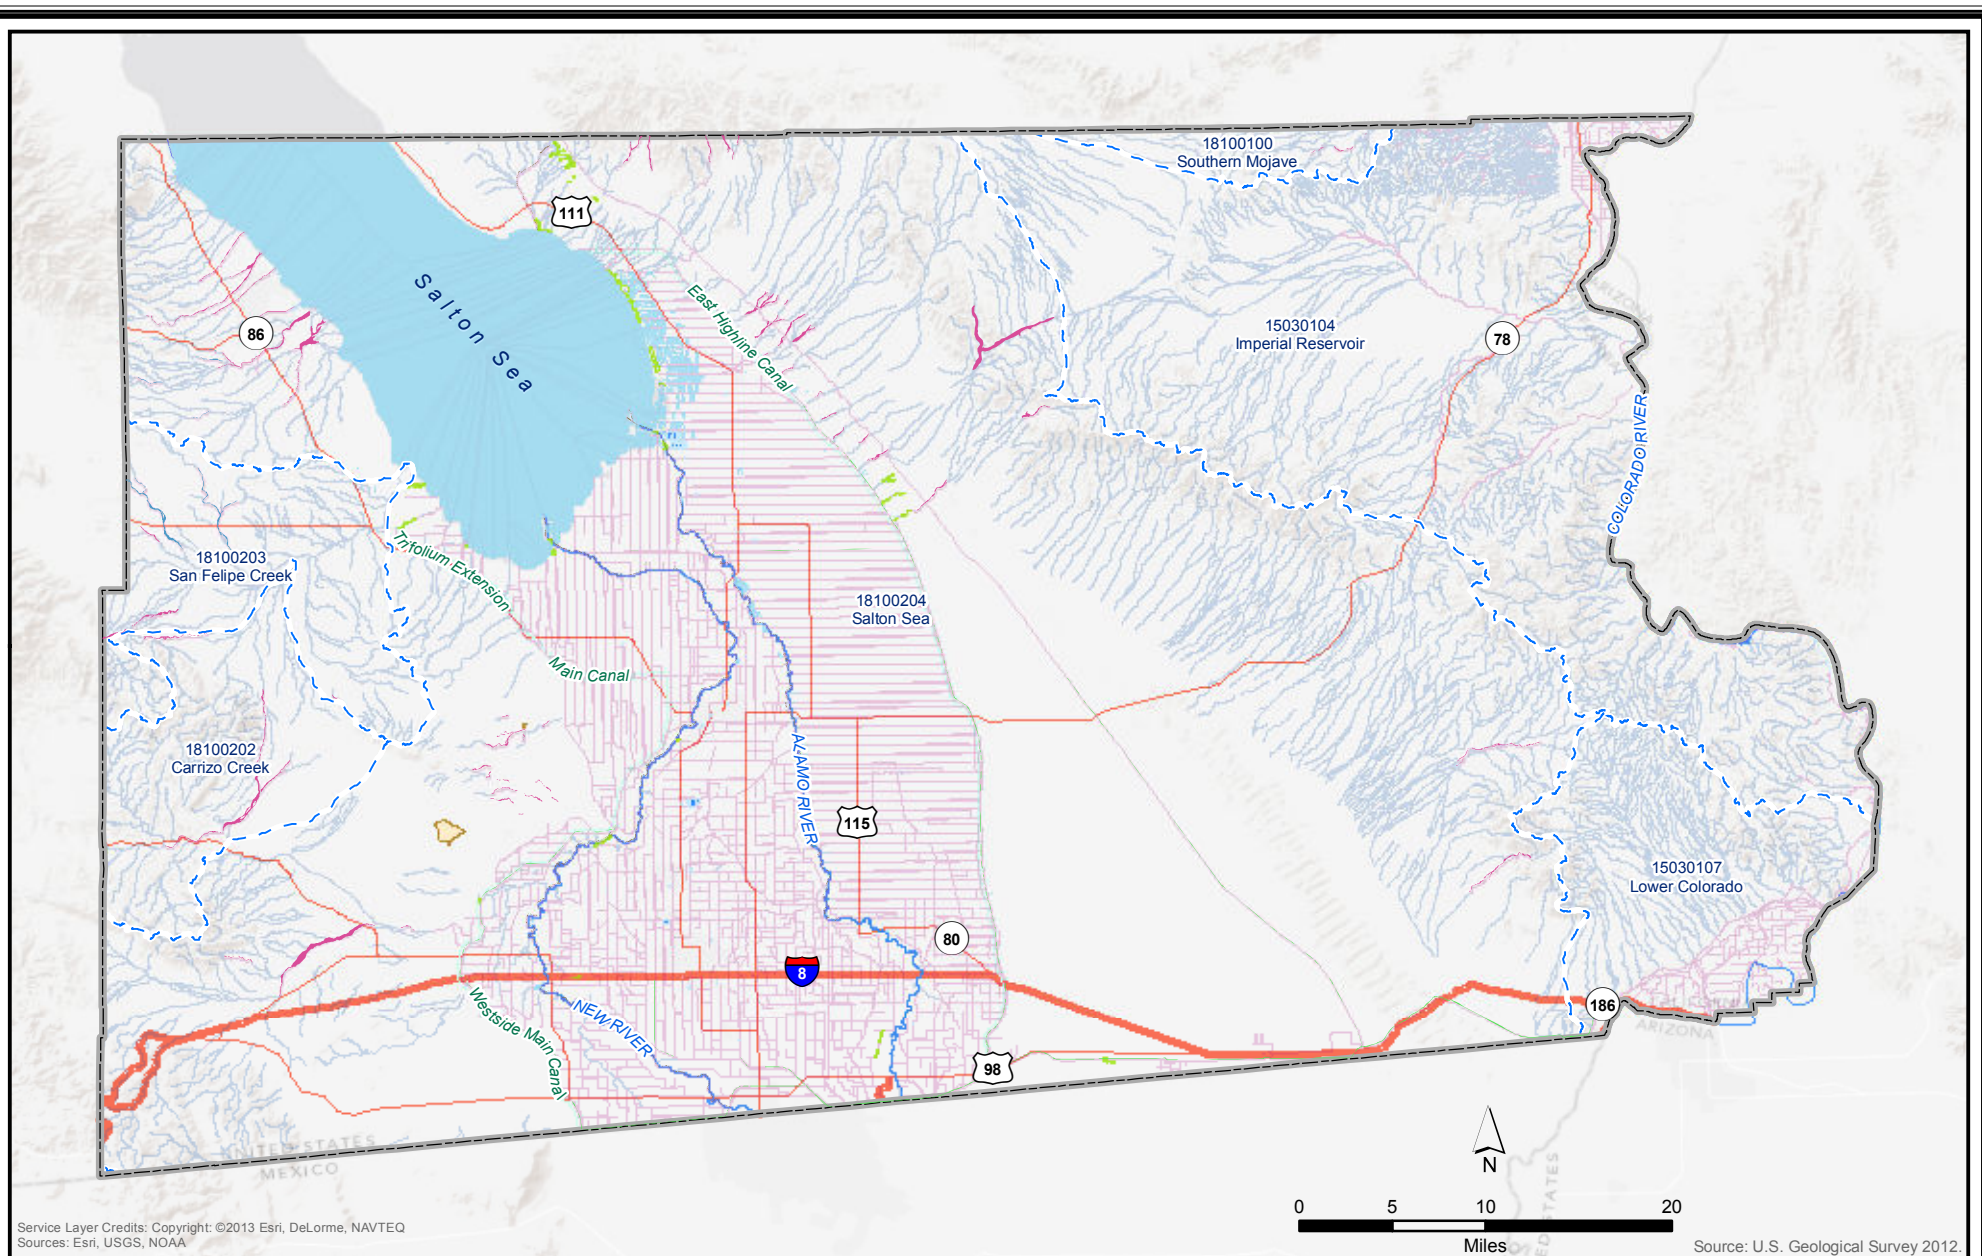 18100100
Southern Mojave
111
Salton Sea
East Highline Canal
86
15030104
Imperial Reservoir
78
COLORADO RIVER
18100203
San Felipe Creek
Trifolium Extension
18100204
Salton Sea
Main Canal
18100202
Carrizo Creek
ALAMO RIVER
115
15030107
Lower Colorado
80
8
186
ARIZONA
Westside Main Canal
NEW RIVER
98
UNITED STATES
MEXICO
N
0 5 10 20
Miles
Service Layer Credits: Copyright: ©2013 Esri, DeLorme, NAVTEQ
Sources: Esri, USGS, NOAA
Source: U.S. Geological Survey 2012.